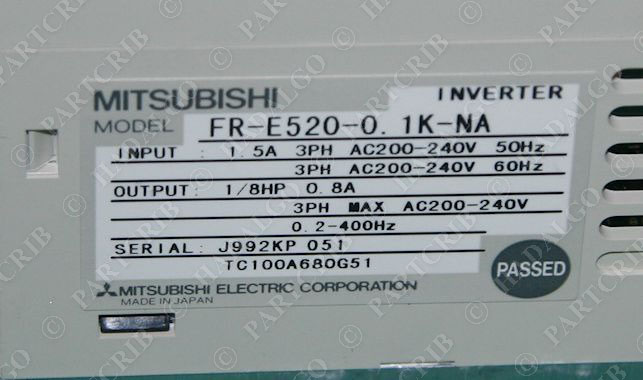 MITSUBISHI INVERTER
MODEL FR-E520-0.1K-NA
INPUT : 1.5A 3PH AC200-240V 50Hz
3PH AC200-240V 60Hz
OUTPUT: 1/8HP 0.8A
3PH MAX AC200-240V
0.2-400Hz
SERIAL: J992KP 051
TC100A680G51
PASSED
MITSUBISHI ELECTRIC CORPORATION
MADE IN JAPAN
© PARTCRIB
© HADALGO